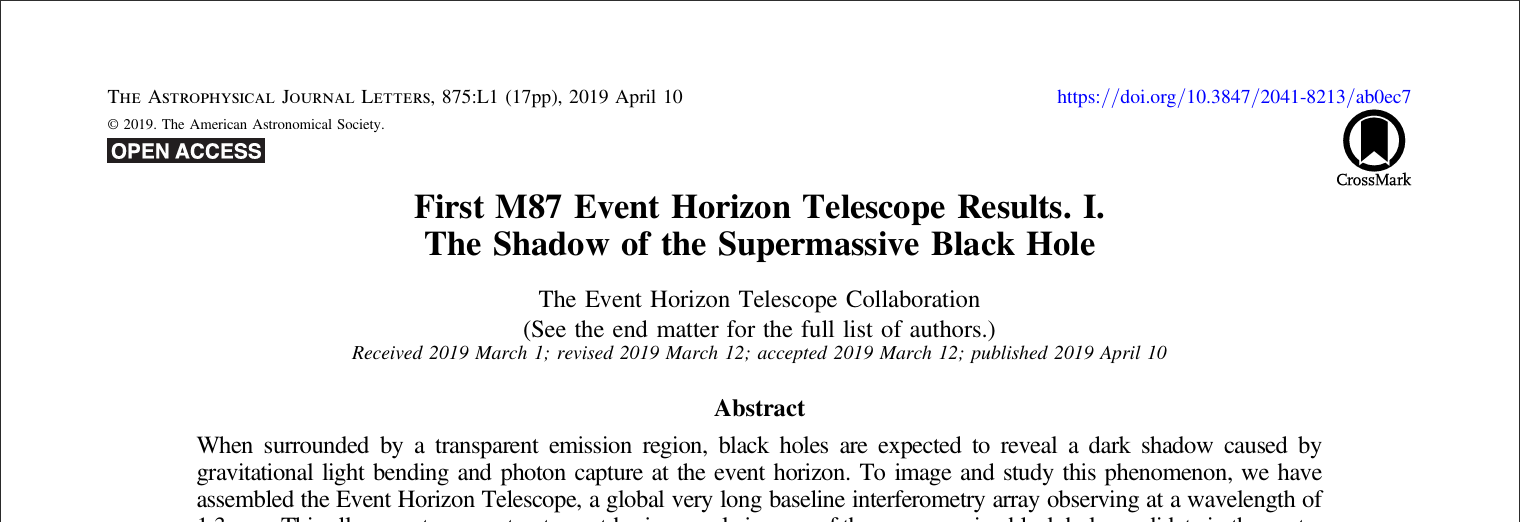 THE ASTROPHYSICAL JOURNAL LETTERS, 875:L1 (17pp), 2019 April 10
https://doi.org/10.3847/2041-8213/ab0ec7
© 2019. The American Astronomical Society.
OPEN ACCESS
CrossMark
First M87 Event Horizon Telescope Results. I.
The Shadow of the Supermassive Black Hole
The Event Horizon Telescope Collaboration
(See the end matter for the full list of authors.)
Received 2019 March 1; revised 2019 March 12; accepted 2019 March 12; published 2019 April 10
Abstract
When surrounded by a transparent emission region, black holes are expected to reveal a dark shadow caused by
gravitational light bending and photon capture at the event horizon. To image and study this phenomenon, we have
assembled the Event Horizon Telescope, a global very long baseline interferometry array observing at a wavelength of